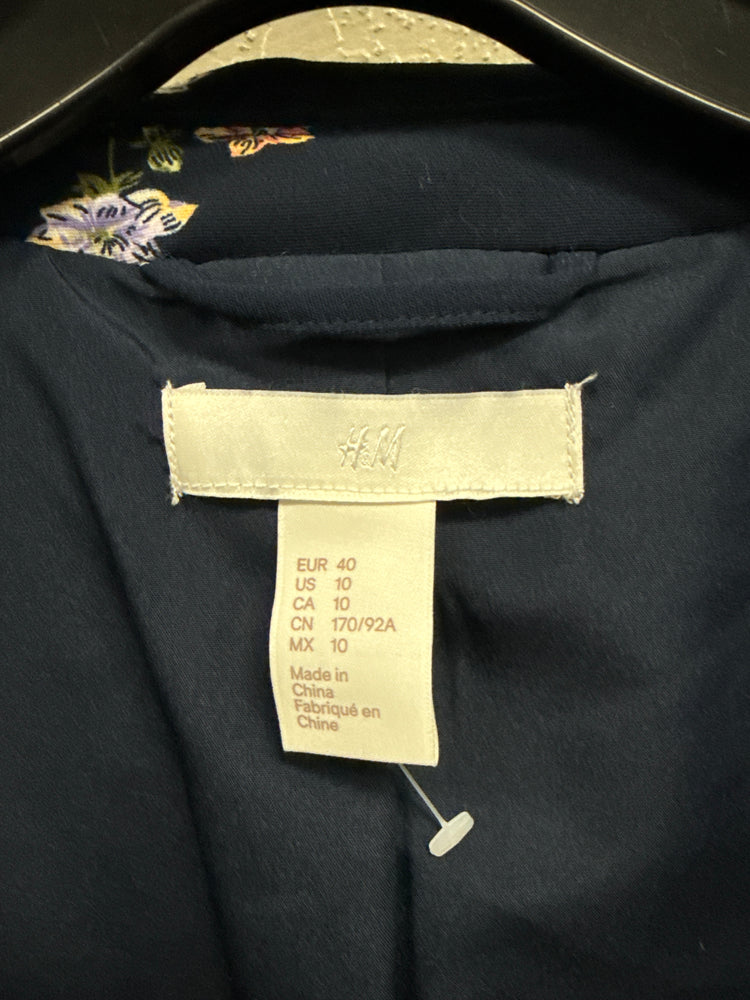 H&M
EUR 40
US 10
CA 10
CN 170/92A
MX 10
Made in
China
Fabriqué en
Chine